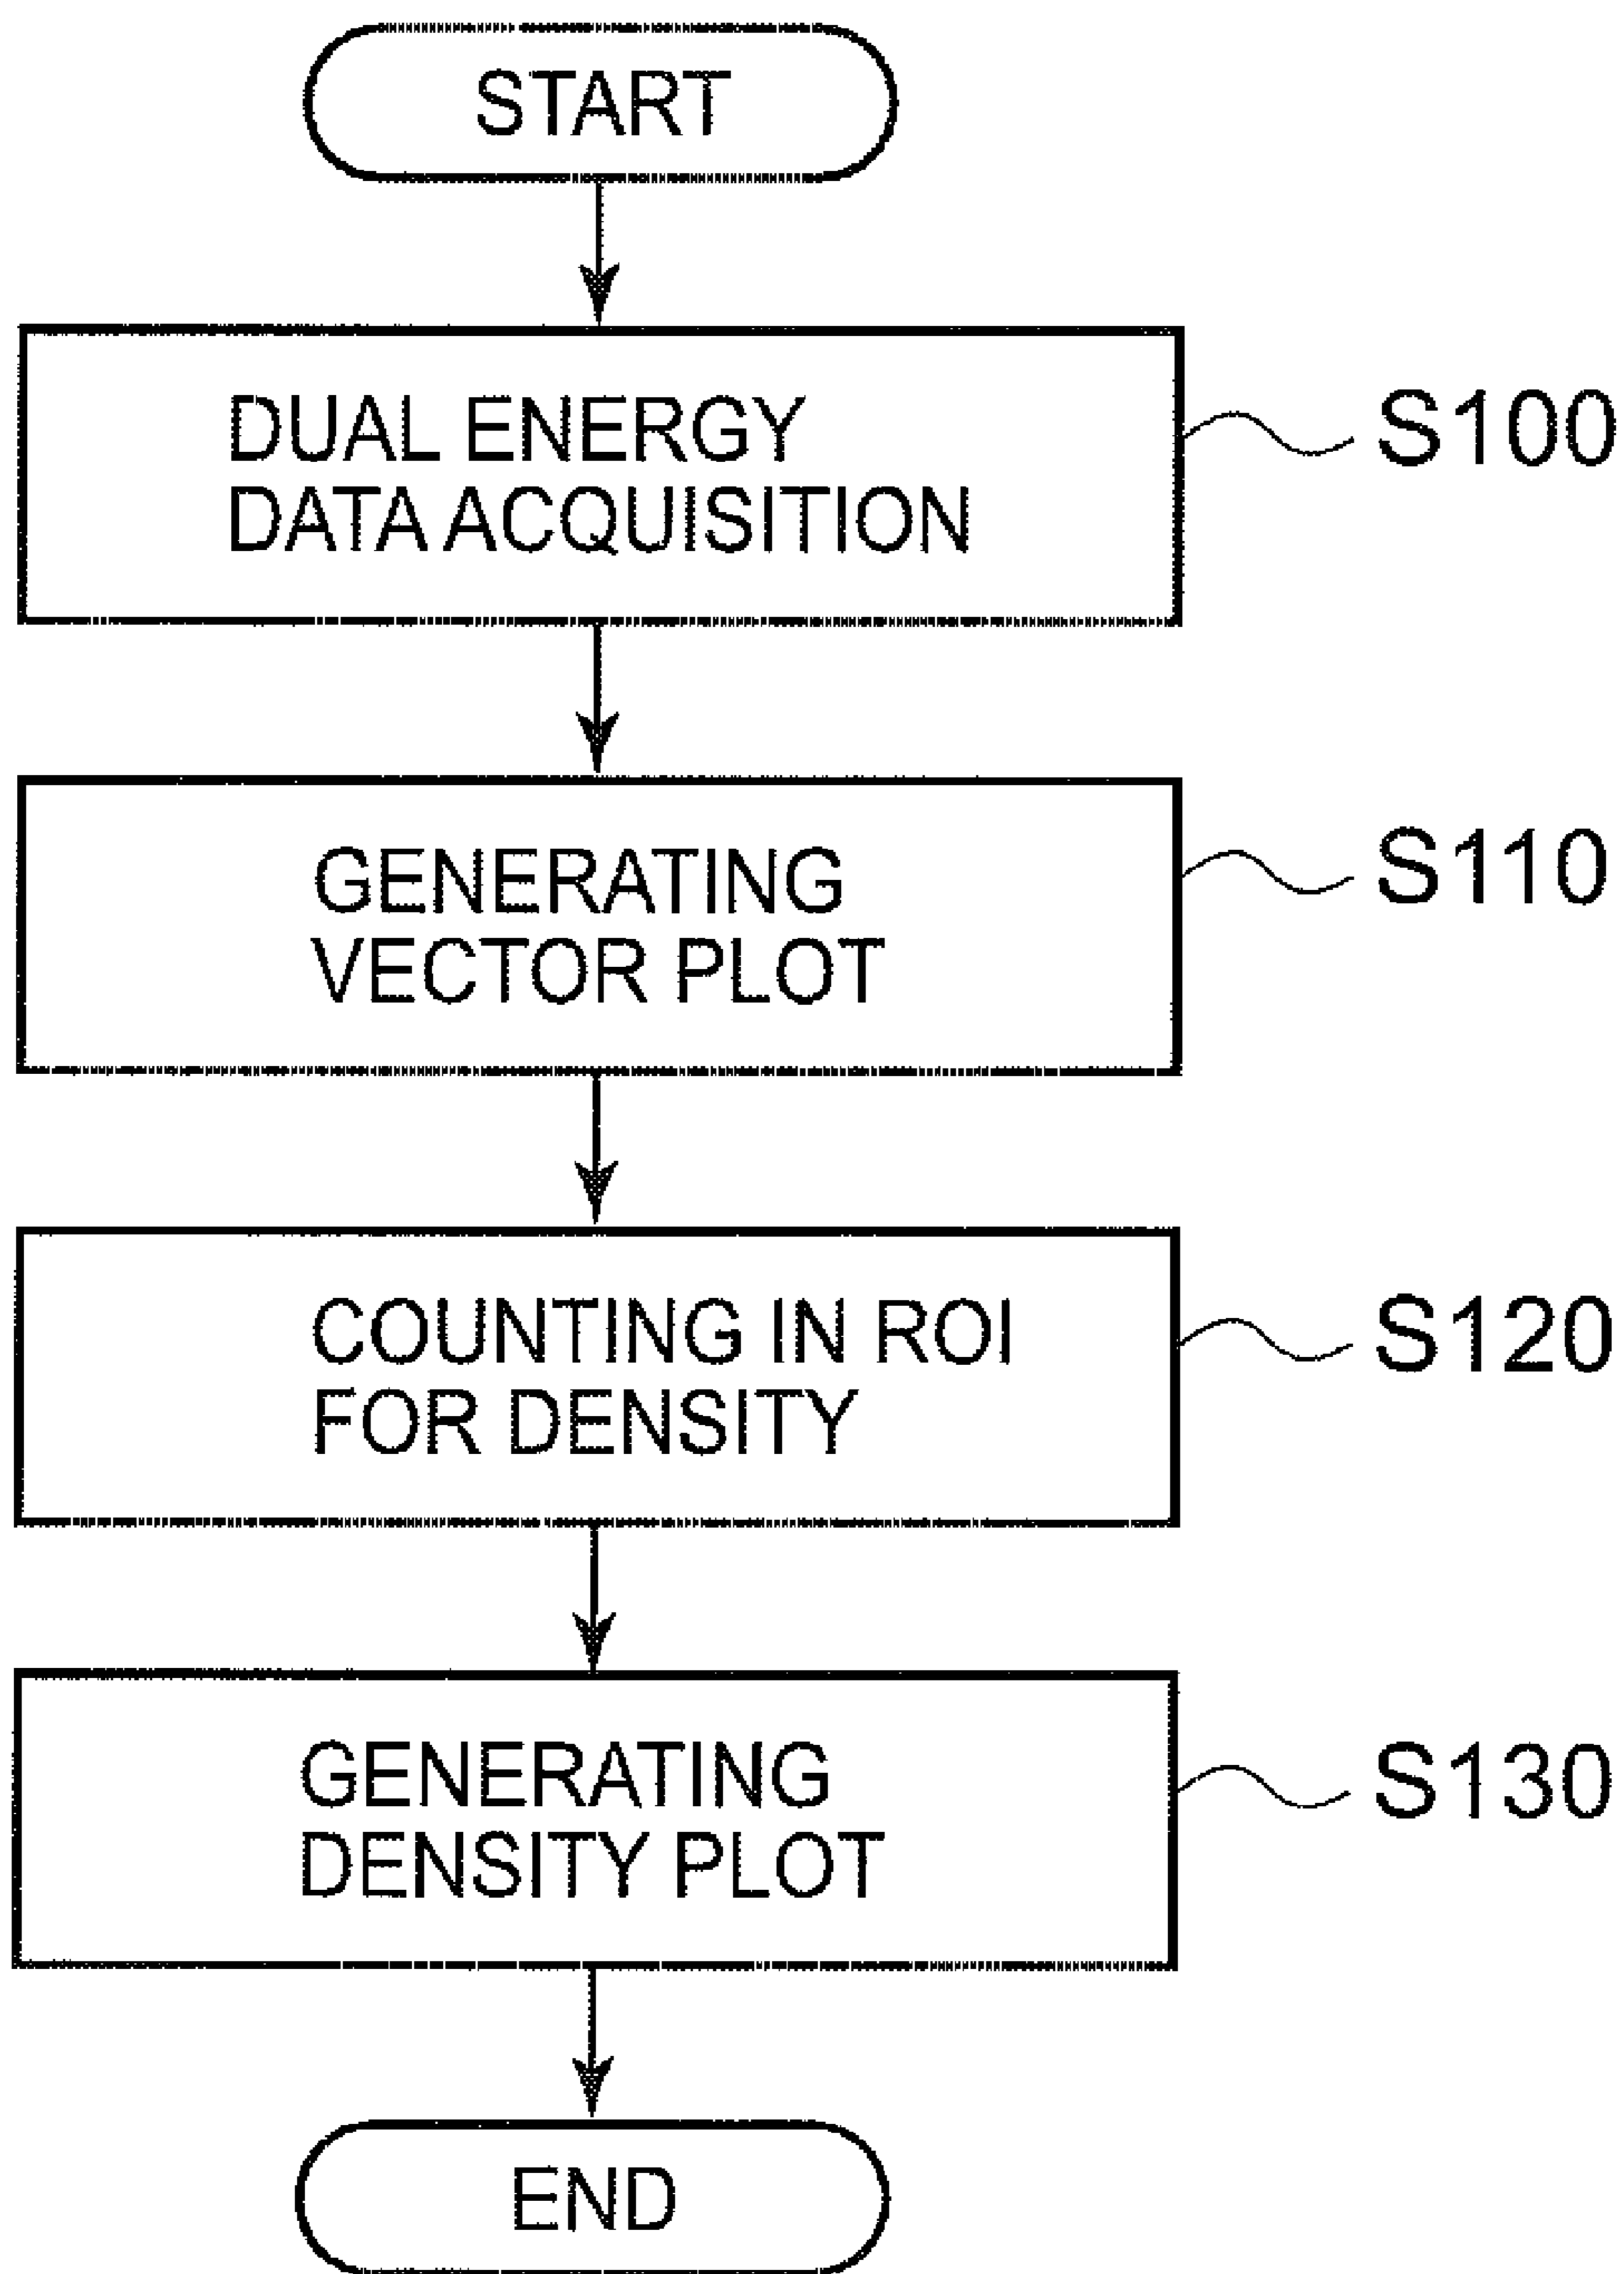 START
DUAL ENERGY
DATA ACQUISITION
S100
GENERATING
VECTOR PLOT
S110
COUNTING IN ROI
FOR DENSITY
S120
GENERATING
DENSITY PLOT
S130
END